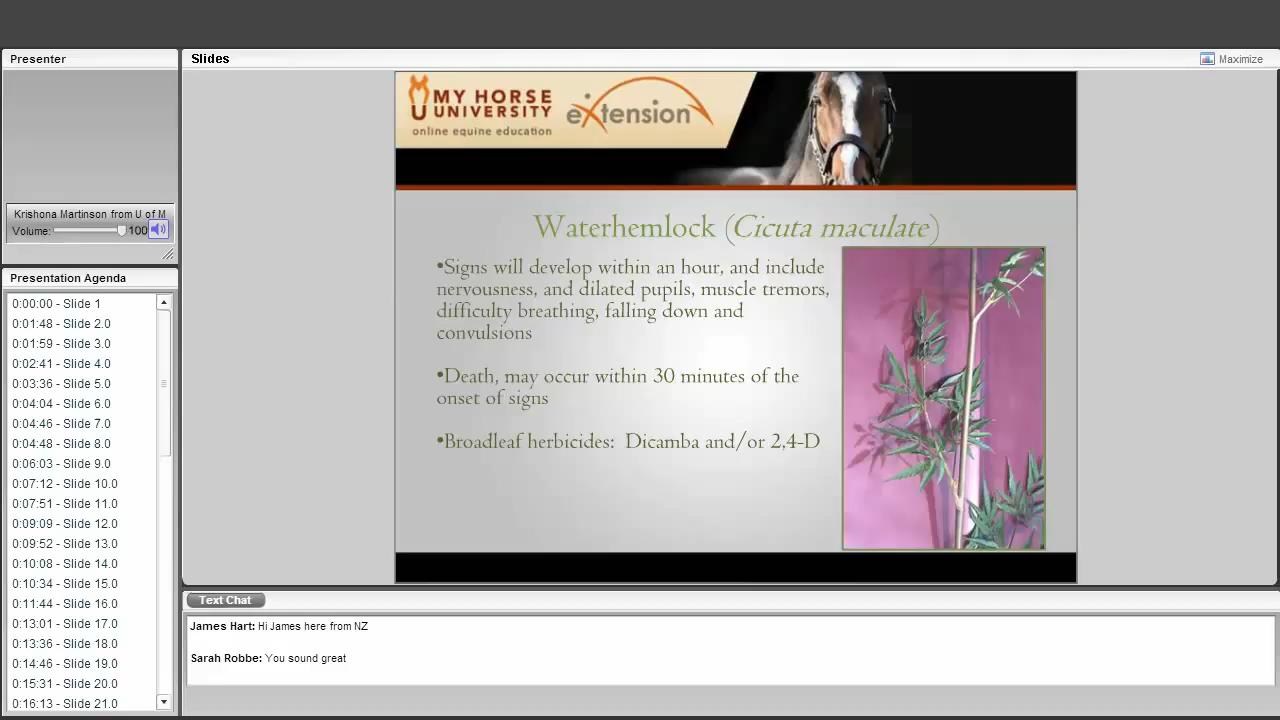 Presenter
Krishona Martinson from U of M
Volume: 100
Presentation Agenda
0:00:00 - Slide 1
0:01:48 - Slide 2.0
0:01:59 - Slide 3.0
0:02:41 - Slide 4.0
0:03:36 - Slide 5.0
0:04:04 - Slide 6.0
0:04:46 - Slide 7.0
0:04:48 - Slide 8.0
0:06:03 - Slide 9.0
0:07:12 - Slide 10.0
0:07:51 - Slide 11.0
0:09:09 - Slide 12.0
0:09:52 - Slide 13.0
0:10:08 - Slide 14.0
0:10:34 - Slide 15.0
0:11:44 - Slide 16.0
0:13:01 - Slide 17.0
0:13:36 - Slide 18.0
0:14:46 - Slide 19.0
0:15:31 - Slide 20.0
0:16:13 - Slide 21.0
Slides
Maximize
MY HORSE
UNIVERSITY
online equine education
eXtension
Waterhemlock (Cicuta maculate)
•Signs will develop within an hour, and include
nervousness, and dilated pupils, muscle tremors,
difficulty breathing, falling down and
convulsions
•Death, may occur within 30 minutes of the
onset of signs
•Broadleaf herbicides: Dicamba and/or 2,4-D
Text Chat
James Hart: Hi James here from NZ
Sarah Robbe: You sound great